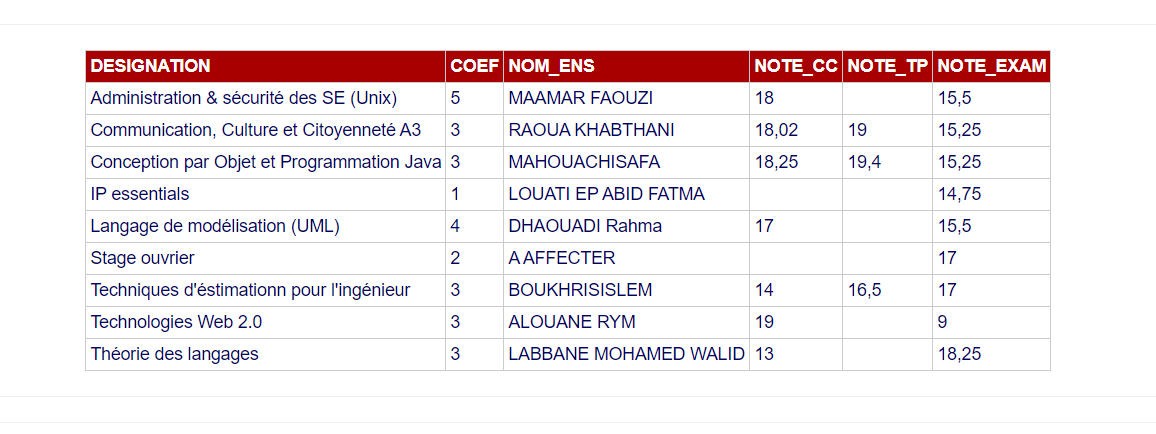 DESIGNATION COEF NOM_ENS NOTE_CC NOTE_TP NOTE_EXAM
Administration & sécurité des SE (Unix) 5 MAAMAR FAOUZI 18 15,5
Communication, Culture et Citoyenneté A3 3 RAOUA KHABTHANI 18,02 19 15,25
Conception par Objet et Programmation Java 3 MAHOUACHISAFA 18,25 19,4 15,25
IP essentials 1 LOUATI EP ABID FATMA 14,75
Langage de modélisation (UML) 4 DHAOUADI Rahma 17 15,5
Stage ouvrier 2 A AFFECTER 17
Techniques d'éstimationn pour l'ingénieur 3 BOUKHRISISLEM 14 16,5 17
Technologies Web 2.0 3 ALOUANE RYM 19 9
Théorie des langages 3 LABBANE MOHAMED WALID 13 18,25